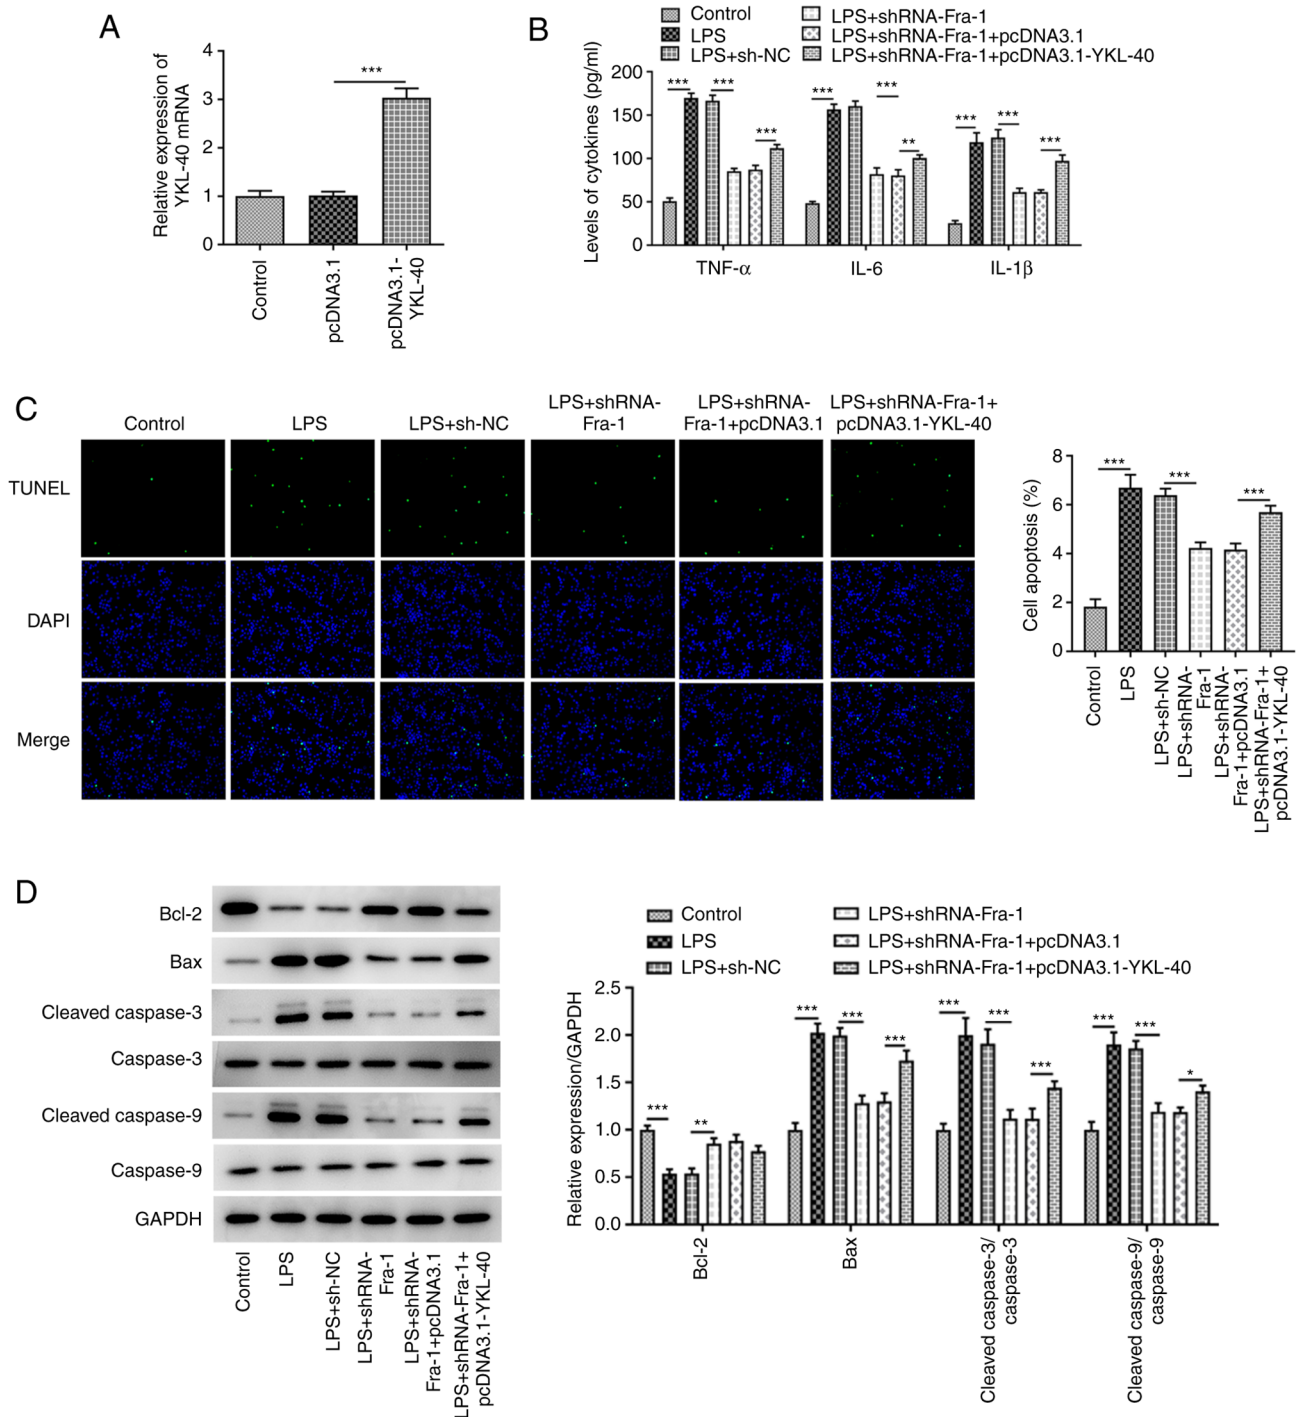 A
Relative expression of
YKL-40 mRNA
4
3
2
1
0
***
Control
pcDNA3.1
pcDNA3.1-
YKL-40
B
Control
LPS
LPS+sh-NC
LPS+shRNA-Fra-1
LPS+shRNA-Fra-1+pcDNA3.1
LPS+shRNA-Fra-1+pcDNA3.1-YKL-40
Levels of cytokines (pg/ml)
200
150
100
50
0
*** *** ***
*** *** **
*** *** ***
TNF-α
IL-6
IL-1β
C
Control
LPS
LPS+sh-NC
LPS+shRNA-
Fra-1
LPS+shRNA-
Fra-1+pcDNA3.1
LPS+shRNA-Fra-1+
pcDNA3.1-YKL-40
TUNEL
DAPI
Merge
Cell apoptosis (%)
8
6
4
2
0
*** *** ***
Control
LPS
LPS+sh-NC
LPS+shRNA-
Fra-1
LPS+shRNA-
Fra-1+pcDNA3.1
LPS+shRNA-Fra-1+
pcDNA3.1-YKL-40
D
Bcl-2
Bax
Cleaved caspase-3
Caspase-3
Cleaved caspase-9
Caspase-9
GAPDH
Control
LPS
LPS+sh-NC
LPS+shRNA-
Fra-1
LPS+shRNA-
Fra-1+pcDNA3.1
LPS+shRNA-Fra-1+
pcDNA3.1-YKL-40
Control
LPS
LPS+sh-NC
LPS+shRNA-Fra-1
LPS+shRNA-Fra-1+pcDNA3.1
LPS+shRNA-Fra-1+pcDNA3.1-YKL-40
Relative expression/GAPDH
2.5
2.0
1.5
1.0
0.5
0.0
*** **
*** *** ***
*** *** ***
*** *** *
Bcl-2
Bax
Cleaved caspase-3/
caspase-3
Cleaved caspase-9/
caspase-9